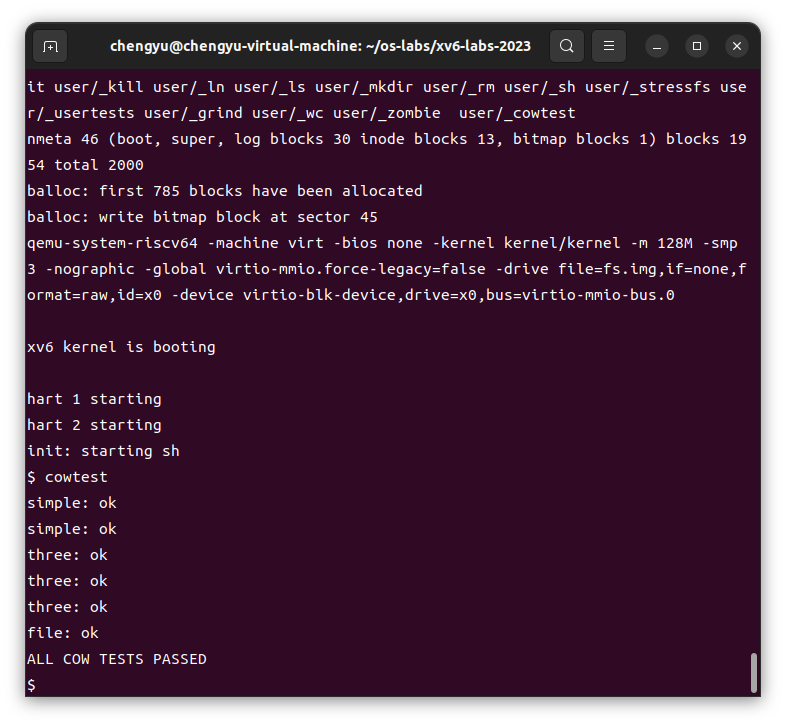 chengyu@chengyu-virtual-machine: ~/os-labs/xv6-labs-2023
it user/_kill user/_ln user/_ls user/_mkdir user/_rm user/_sh user/_stressfs use
r/_usertests user/_grind user/_wc user/_zombie  user/_cowtest
nmeta 46 (boot, super, log blocks 30 inode blocks 13, bitmap blocks 1) blocks 19
54 total 2000
balloc: first 785 blocks have been allocated
balloc: write bitmap block at sector 45
qemu-system-riscv64 -machine virt -bios none -kernel kernel/kernel -m 128M -smp
3 -nographic -global virtio-mmio.force-legacy=false -drive file=fs.img,if=none,f
ormat=raw,id=x0 -device virtio-blk-device,drive=x0,bus=virtio-mmio-bus.0
xv6 kernel is booting
hart 1 starting
hart 2 starting
init: starting sh
$ cowtest
simple: ok
simple: ok
three: ok
three: ok
three: ok
file: ok
ALL COW TESTS PASSED
$